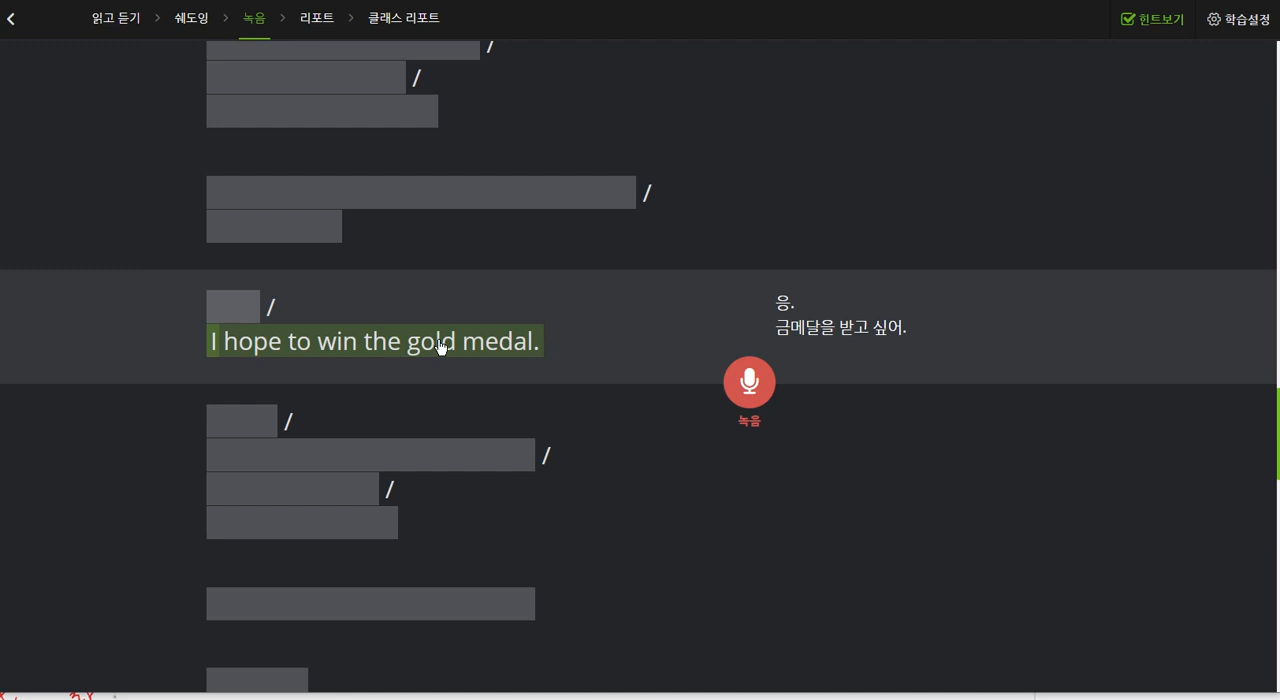 읽고 듣기 > 쉐도잉 > 녹음 > 리포트 > 클래스 리포트
힌트보기
학습설정
/
/
/
/
응.
I hope to win the gold medal.
금메달을 받고 싶어.
녹음
/
/
/